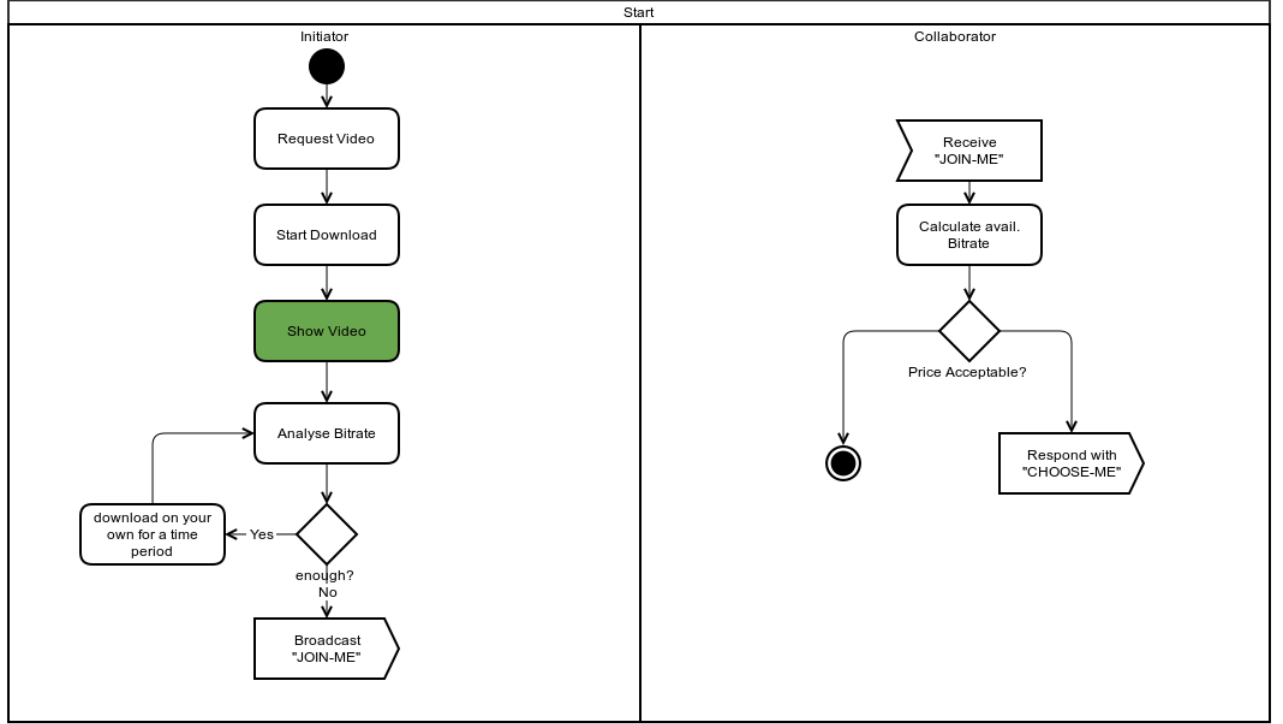 Start
Initiator
Request Video
Start Download
Show Video
Analyse Bitrate
download on your
own for a time
period
Yes
enough?
No
Broadcast
"JOIN-ME"
Collaborator
Receive
"JOIN-ME"
Calculate avail.
Bitrate
Price Acceptable?
Respond with
"CHOOSE-ME"